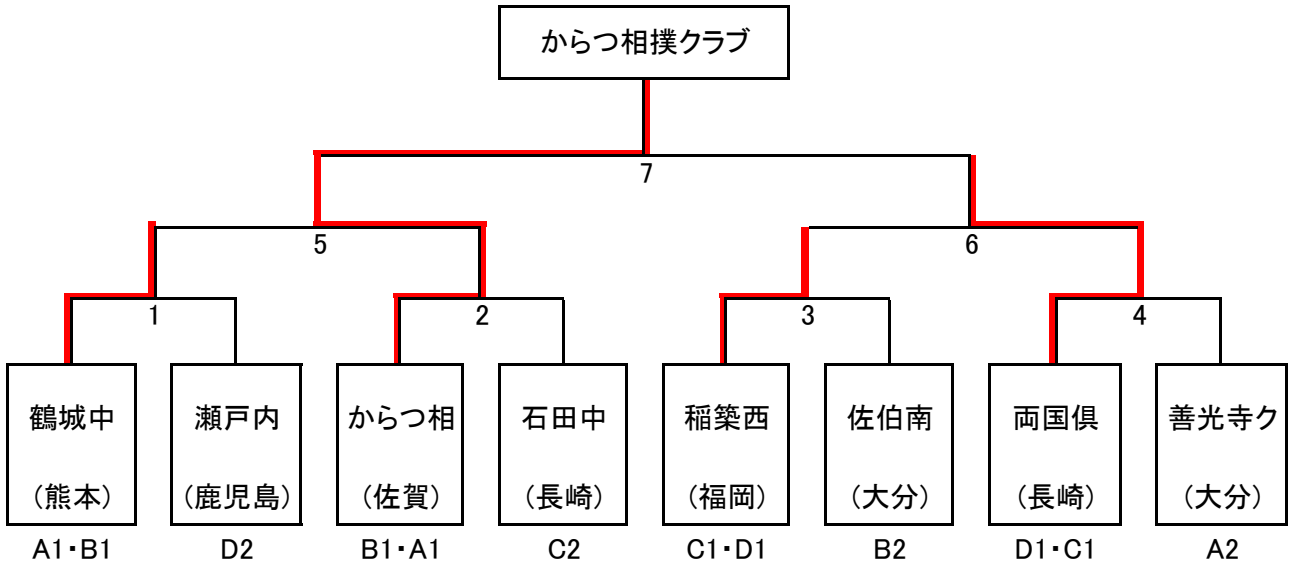 からつ相撲クラブ
7
5
6
1
2
3
4
鶴城中
(熊本)
瀬戸内
(鹿児島)
からつ相
(佐賀)
石田中
(長崎)
稲築西
(福岡)
佐伯南
(大分)
両国倶
(長崎)
善光寺ク
(大分)
A1・B1
D2
B1・A1
C2
C1・D1
B2
D1・C1
A2